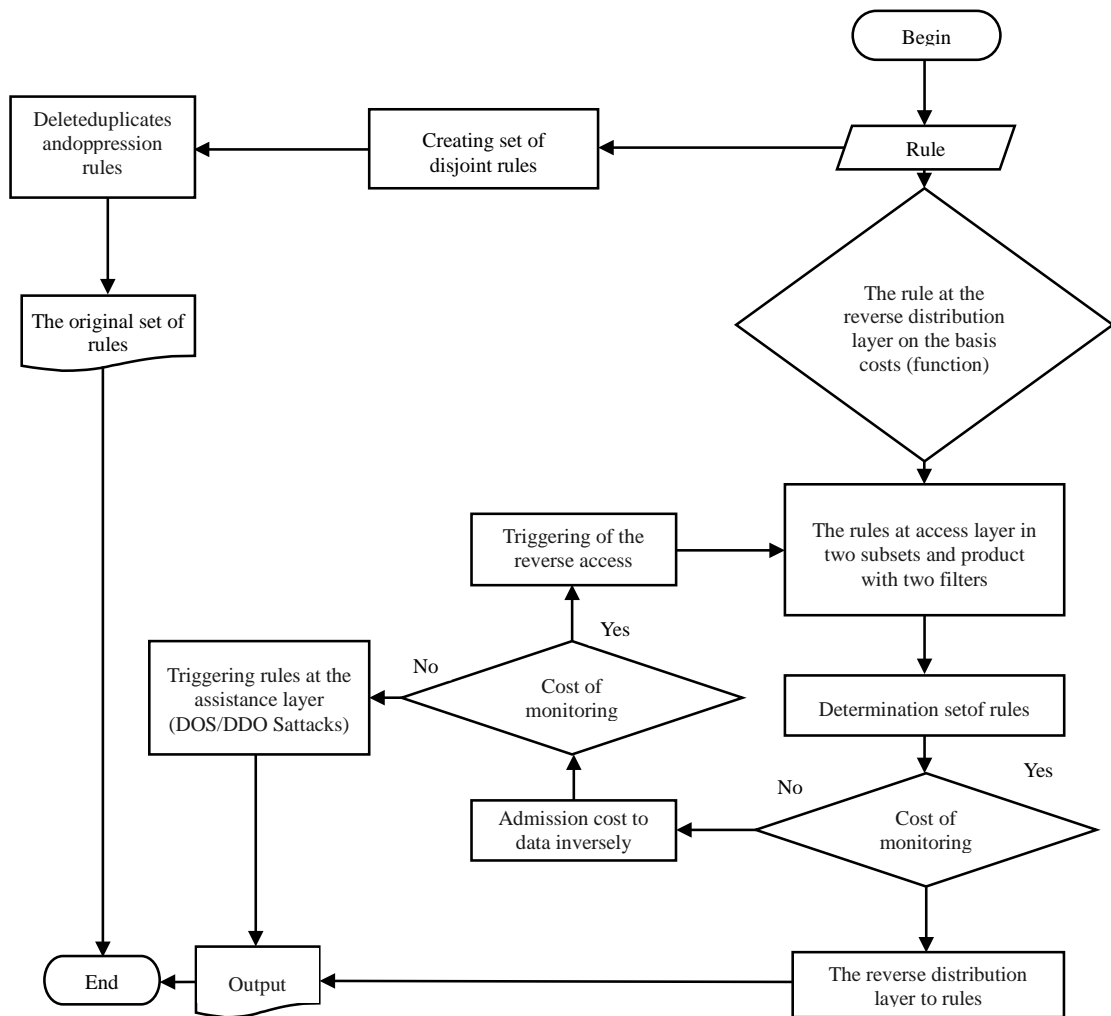 Begin
Deleteduplicates
andoppression
rules
Creating set of
disjoint rules
Rule
The original set of
rules
The rule at the
reverse distribution
layer on the basis
costs (function)
Triggering of the
reverse access
The rules at access layer in
two subsets and product
with two filters
Yes
No
Triggering rules at the
assistance layer
(DOS/DDO Sattacks)
Cost of
monitoring
Determination setof rules
Yes
No
Admission cost to
data inversely
Cost of
monitoring
End
Output
The reverse distribution
layer to rules